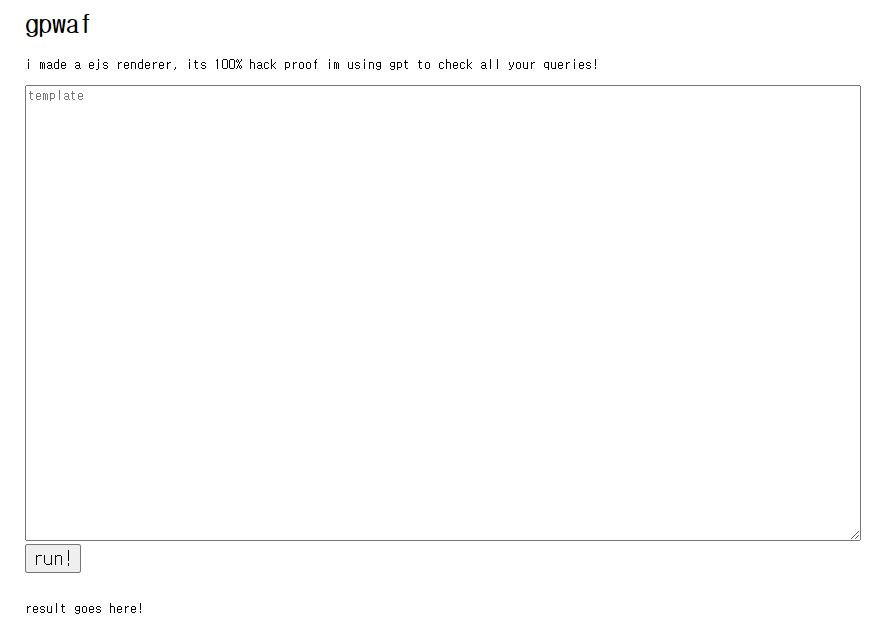 gpwaf
i made a ejs renderer, its 100% hack proof im using gpt to check all your queries!
template
run!
result goes here!